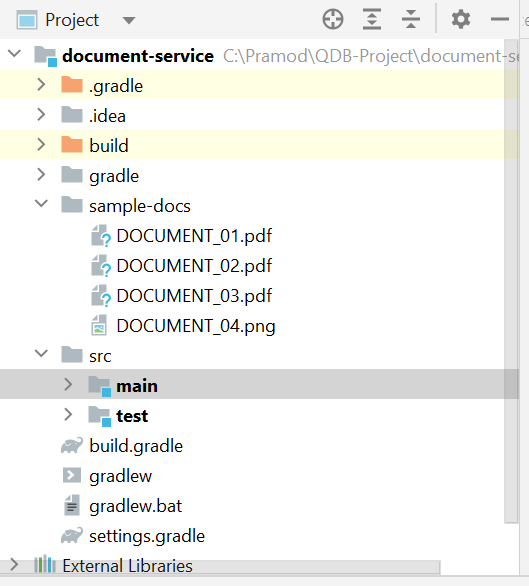 Project
document-service C:\Pramod\QDB-Project\document-se
.gradle
.idea
build
gradle
sample-docs
DOCUMENT_01.pdf
DOCUMENT_02.pdf
DOCUMENT_03.pdf
DOCUMENT_04.png
src
main
test
build.gradle
gradlew
gradlew.bat
settings.gradle
External Libraries